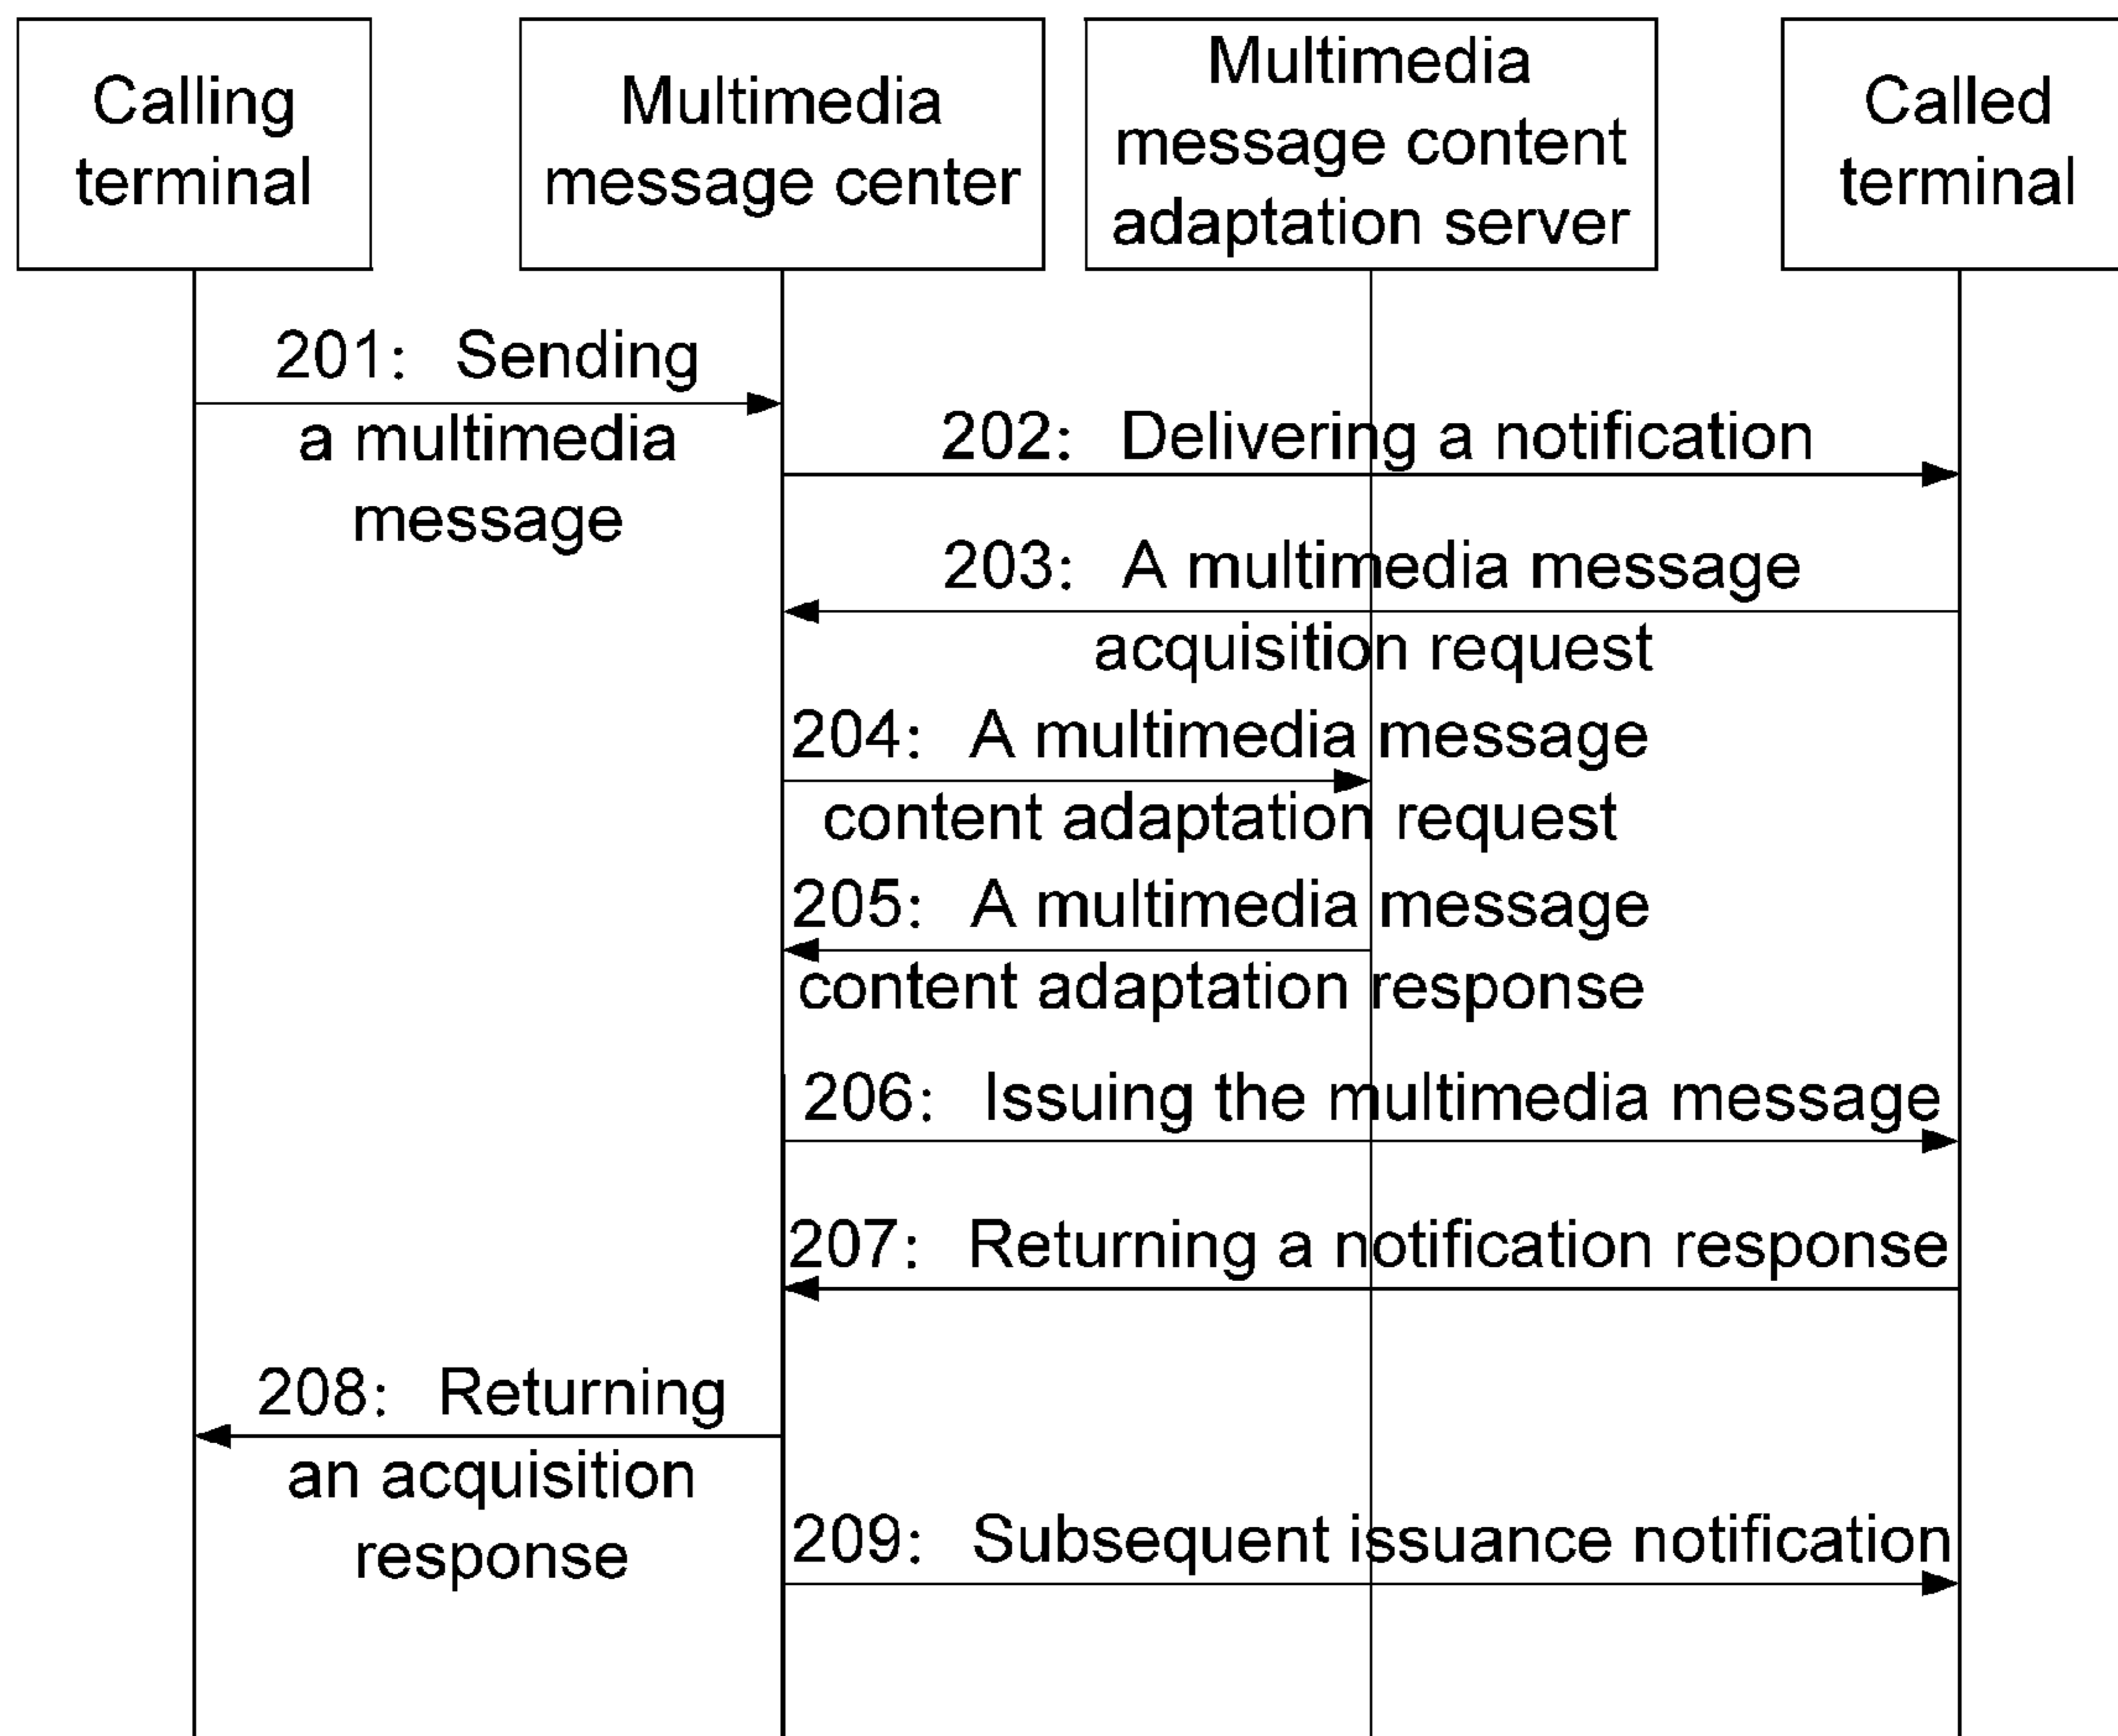 Calling
terminal
Multimedia
message center
Multimedia
message content
adaptation server
Called
terminal
201: Sending
a multimedia
message
202: Delivering a notification
203: A multimedia message
acquisition request
204: A multimedia message
content adaptation request
205: A multimedia message
content adaptation response
206: Issuing the multimedia message
207: Returning a notification response
208: Returning
an acquisition
response
209: Subsequent issuance notification